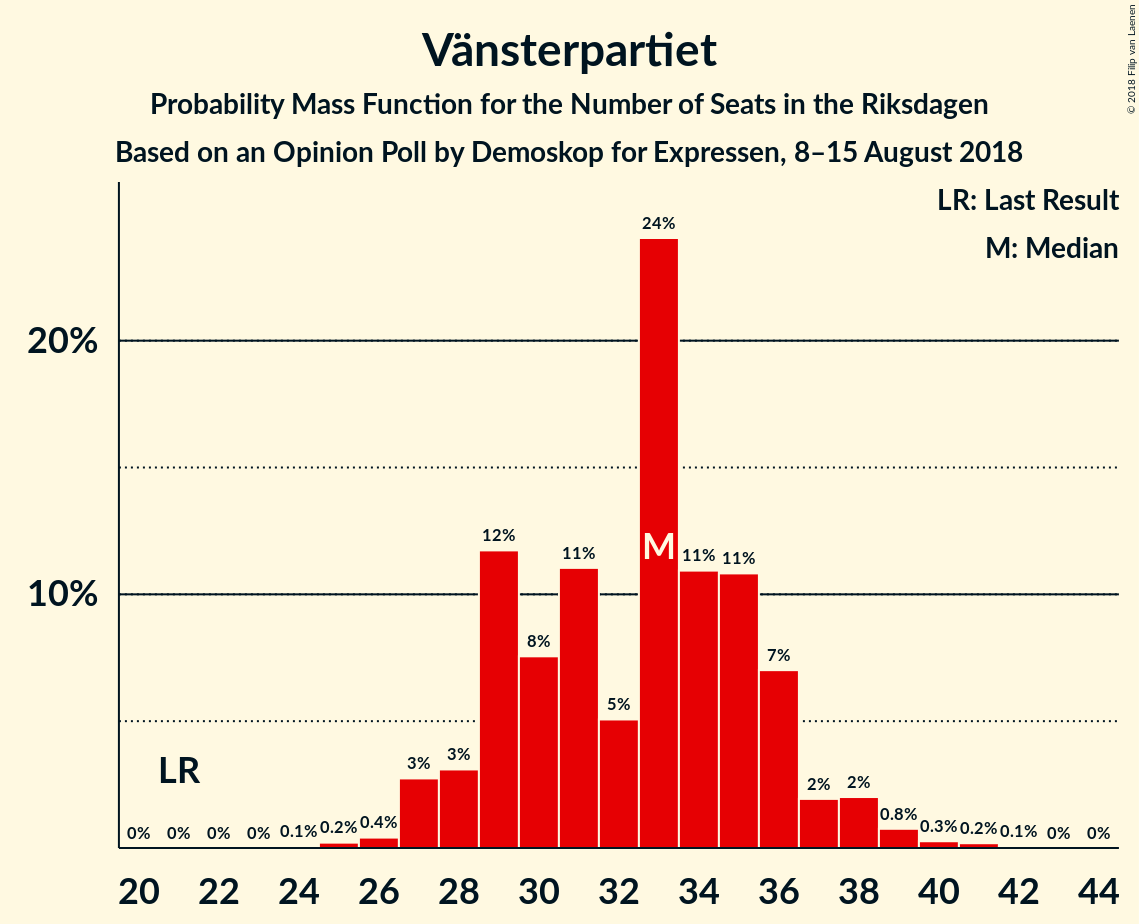 Vänsterpartiet
Probability Mass Function for the Number of Seats in the Riksdagen
Based on an Opinion Poll by Demoskop for Expressen, 8–15 August 2018
© 2018 Filip van Laenen
LR: Last Result
M: Median
20%
10%
0% 0% 0% 0% 0.1% 0.2% 0.4% 3% 3% 12% 8% 11% 5% 24% 11% 11% 7% 2% 2% 0.8% 0.3% 0.2% 0.1% 0% 0%
LR
M
20 22 24 26 28 30 32 34 36 38 40 42 44